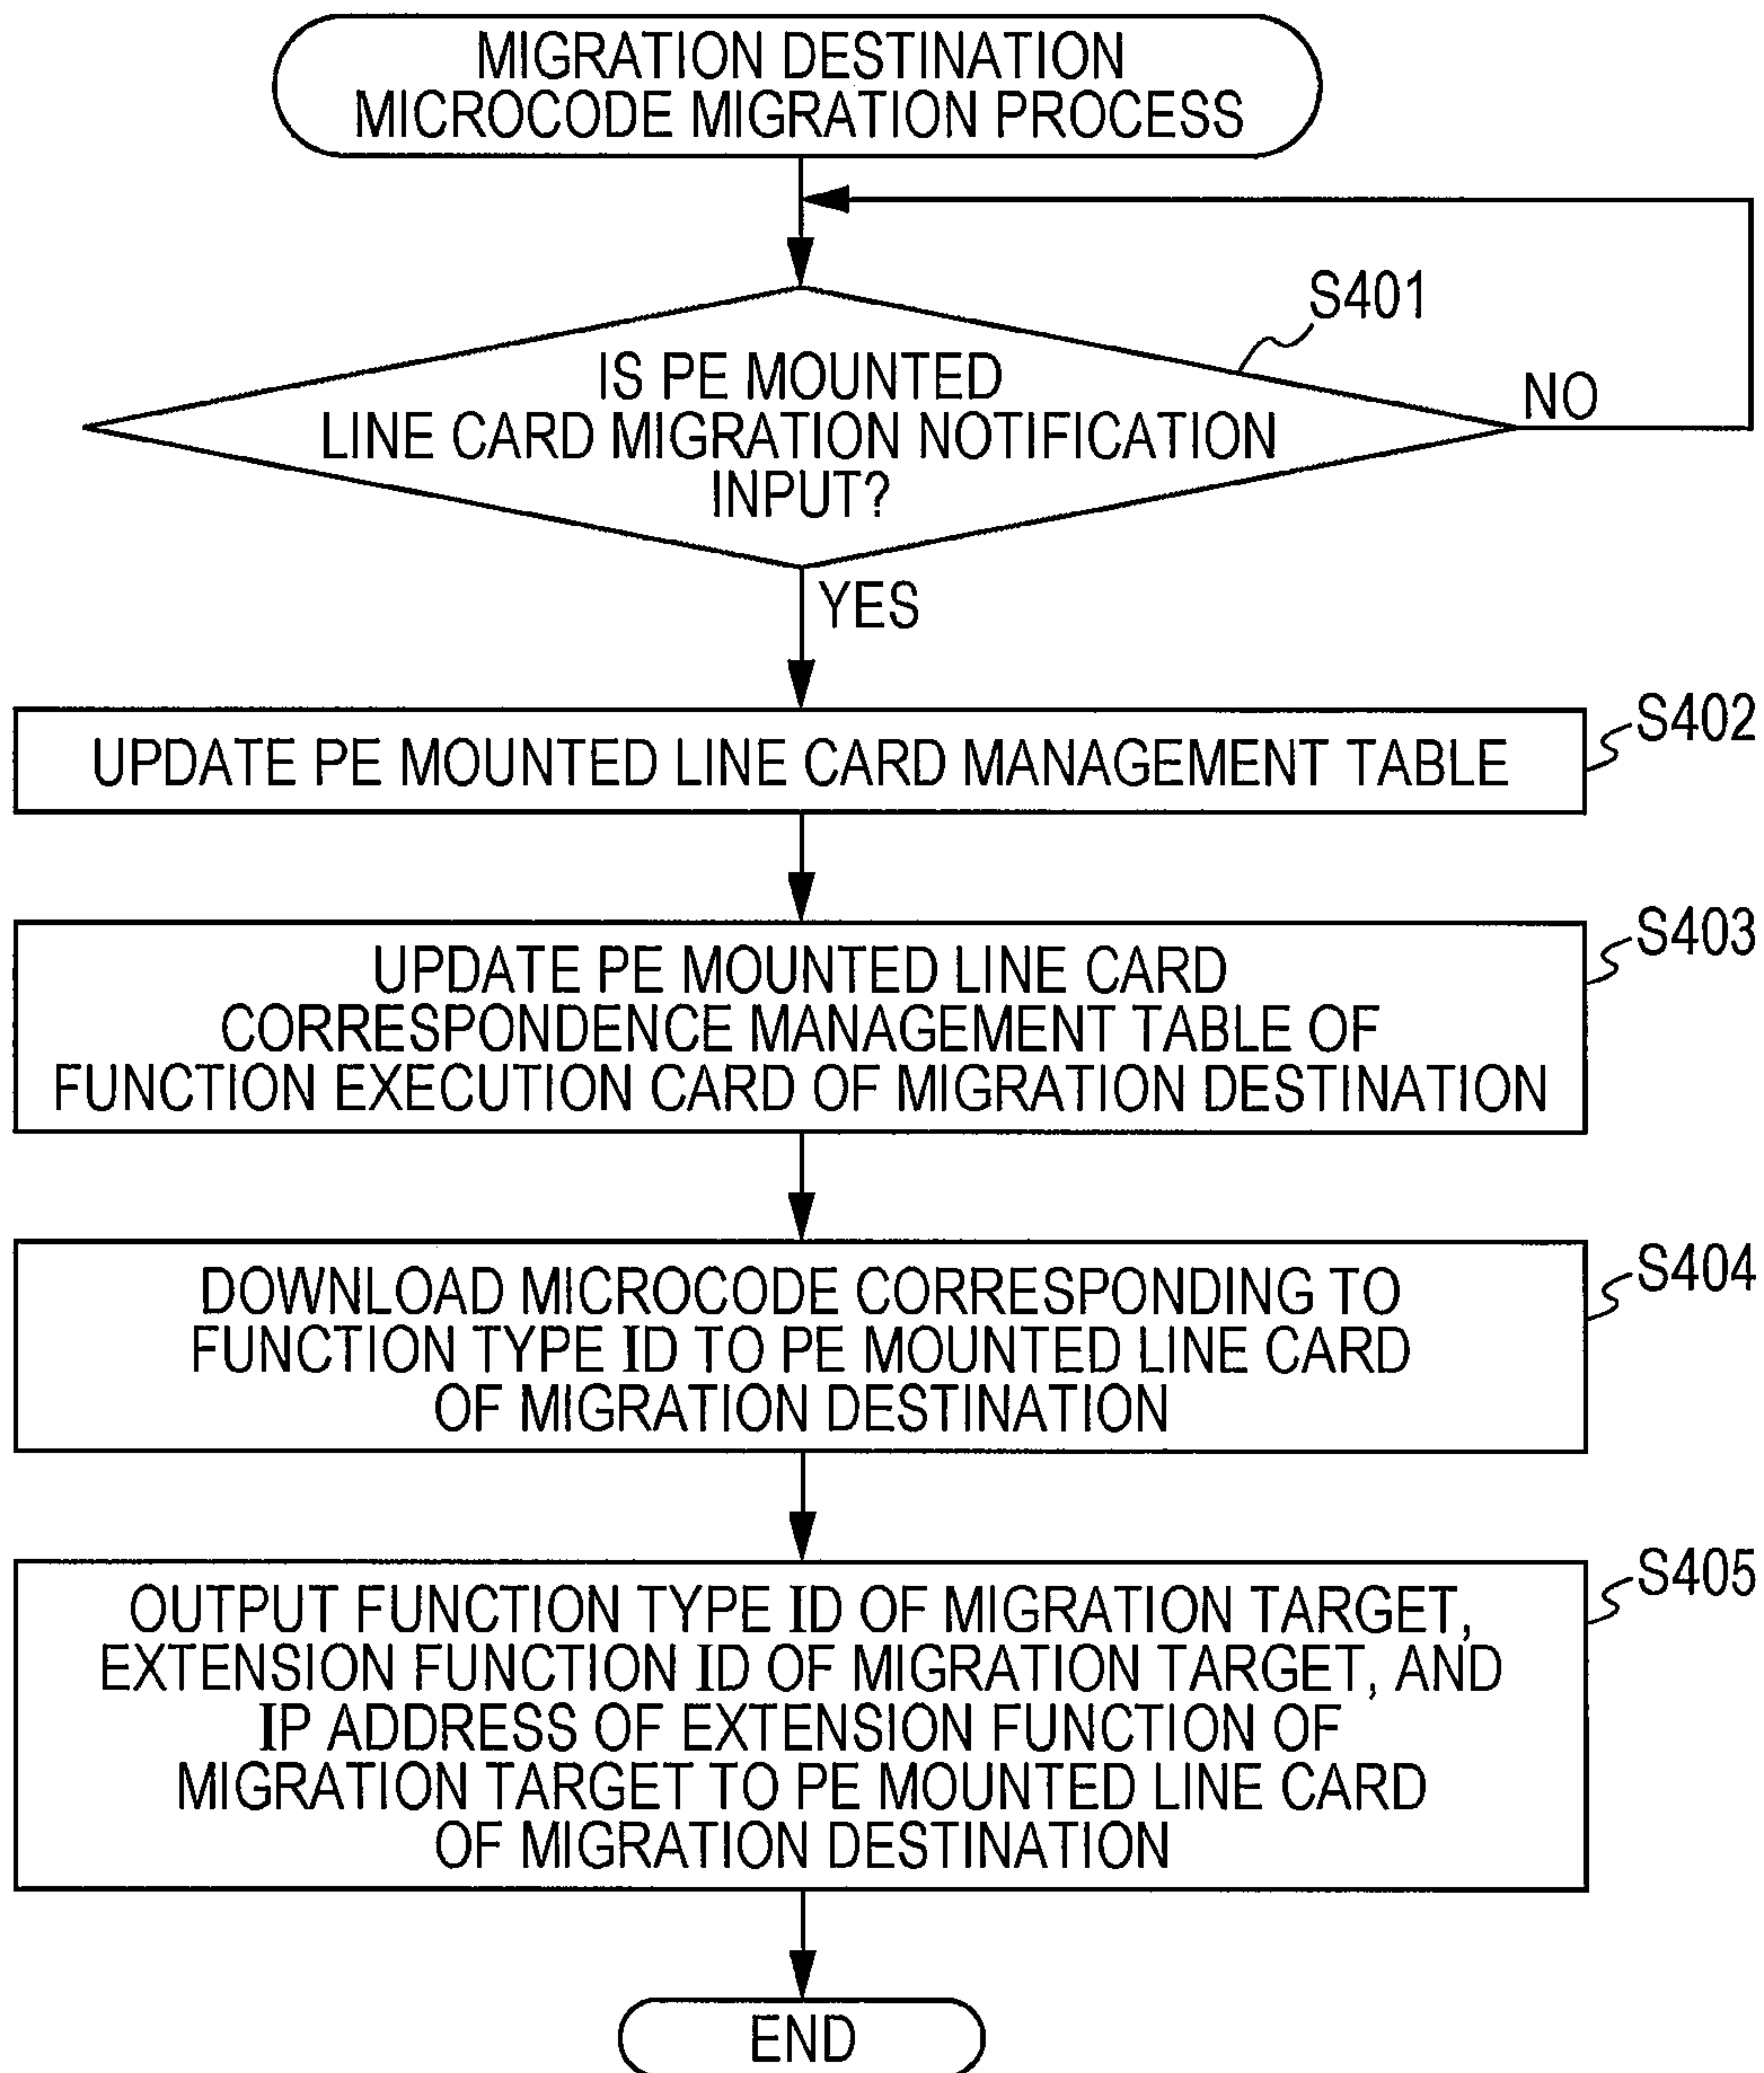 MIGRATION DESTINATION
MICROCODE MIGRATION PROCESS
S401
IS PE MOUNTED
LINE CARD MIGRATION NOTIFICATION
INPUT?
NO
YES
S402
UPDATE PE MOUNTED LINE CARD MANAGEMENT TABLE
S403
UPDATE PE MOUNTED LINE CARD
CORRESPONDENCE MANAGEMENT TABLE OF
FUNCTION EXECUTION CARD OF MIGRATION DESTINATION
S404
DOWNLOAD MICROCODE CORRESPONDING TO
FUNCTION TYPE ID TO PE MOUNTED LINE CARD
OF MIGRATION DESTINATION
S405
OUTPUT FUNCTION TYPE ID OF MIGRATION TARGET,
EXTENSION FUNCTION ID OF MIGRATION TARGET, AND
IP ADDRESS OF EXTENSION FUNCTION OF
MIGRATION TARGET TO PE MOUNTED LINE CARD
OF MIGRATION DESTINATION
END